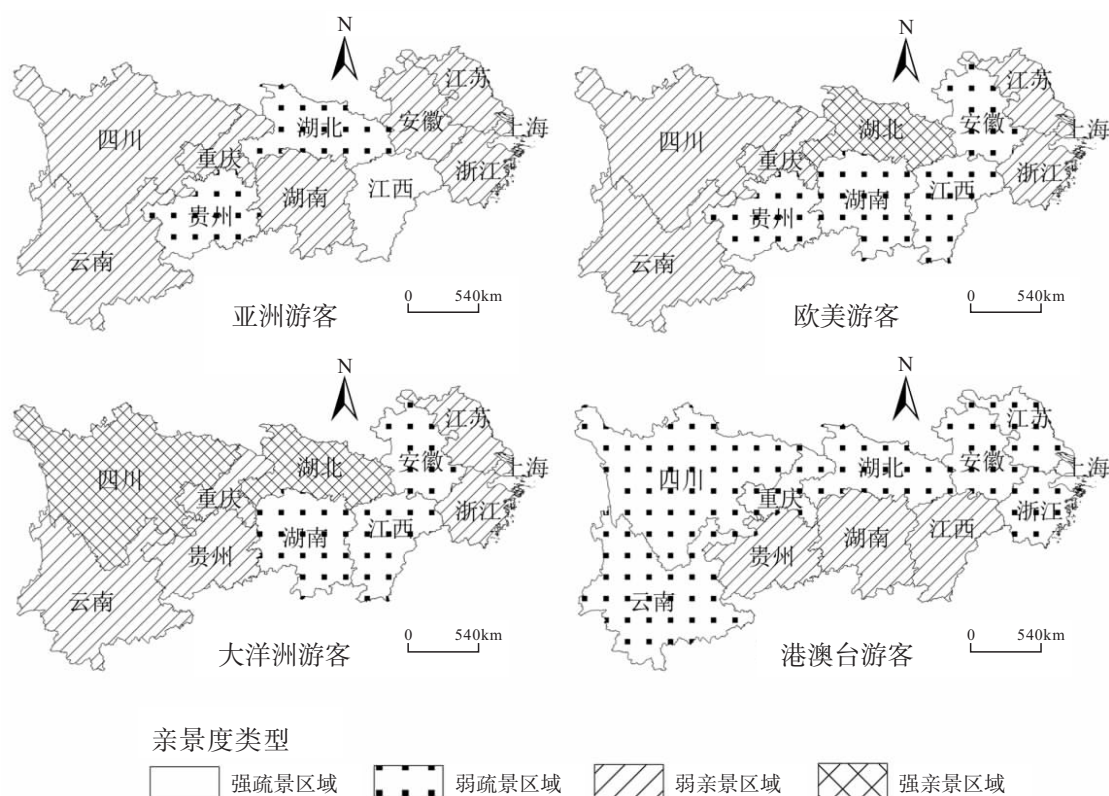 N
四川
重庆
湖北
安徽
江苏
上海
浙江
贵州
湖南
江西
云南
亚洲游客
0 540km
N
四川
重庆
湖北
安徽
江苏
上海
浙江
贵州
湖南
江西
云南
欧美游客
0 540km
N
四川
重庆
湖北
安徽
江苏
上海
浙江
贵州
湖南
江西
云南
大洋洲游客
0 540km
N
四川
重庆
湖北
安徽
江苏
上海
浙江
贵州
湖南
江西
云南
港澳台游客
0 540km
亲景度类型
强疏景区域 弱疏景区域 弱亲景区域 强亲景区域